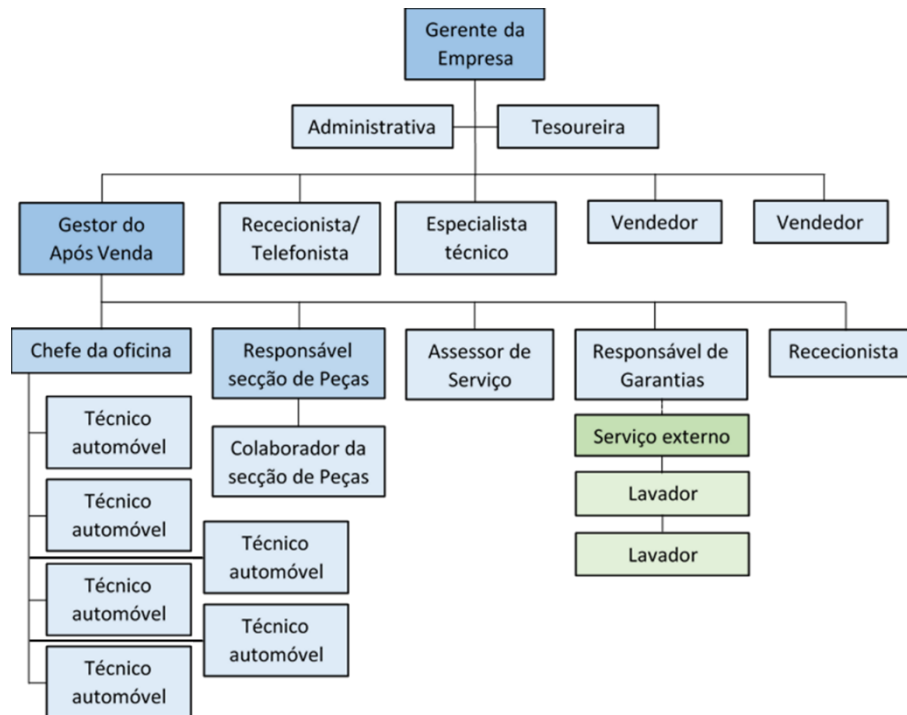 Gerente da
Empresa
Administrativa
Tesoureira
Gestor do
Após Venda
Rececionista/
Telefonista
Especialista
técnico
Vendedor
Vendedor
Chefe da oficina
Responsável
secção de Peças
Assessor de
Serviço
Responsável de
Garantias
Rececionista
Técnico
automóvel
Colaborador da
secção de Peças
Serviço externo
Técnico
automóvel
Lavador
Técnico
automóvel
Lavador
Técnico
automóvel
Técnico
automóvel
Técnico
automóvel